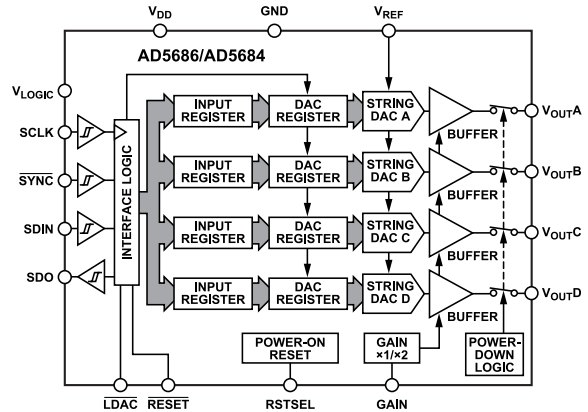 VDD
GND
VREF
AD5686/AD5684
VLOGIC
SCLK
SYNC
SDIN
SDO
INTERFACE LOGIC
INPUT
REGISTER
DAC
REGISTER
STRING
DAC A
BUFFER
VOUTA
INPUT
REGISTER
DAC
REGISTER
STRING
DAC B
BUFFER
VOUTB
INPUT
REGISTER
DAC
REGISTER
STRING
DAC C
BUFFER
VOUTC
INPUT
REGISTER
DAC
REGISTER
STRING
DAC D
BUFFER
VOUTD
POWER-ON
RESET
GAIN
×1/×2
POWER-
DOWN
LOGIC
LDAC
RESET
RSTSEL
GAIN